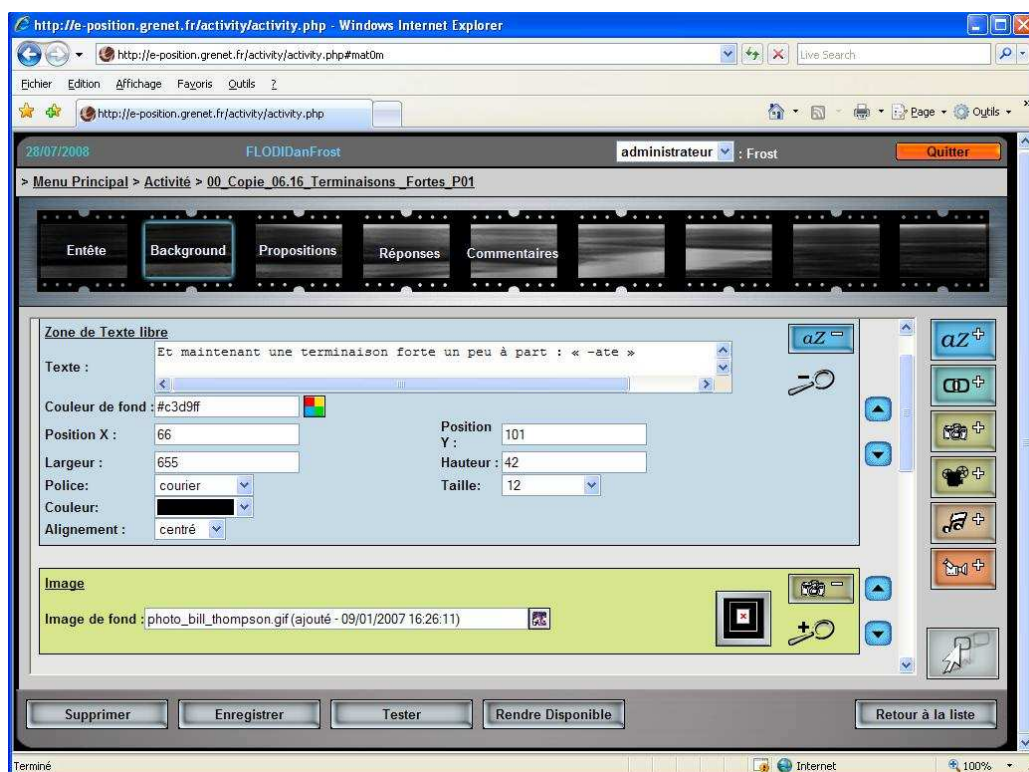 http://e-position.grenet.fr/activity/activity.php - Windows Internet Explorer
http://e-position.grenet.fr/activity/activity.php#mat0m
Live Search
Fichier Edition Affichage Favoris Outils ?
http://e-position.grenet.fr/activity/activity.php
Page Outils
28/07/2008 FLODIDanFrost administrateur : Frost Quitter
> Menu Principal > Activité > 00_Copie_06.16_Terminaisons _Fortes_P01
Entête Background Propositions Réponses Commentaires
Zone de Texte libre
aZ −
aZ +
Texte :
Et maintenant une terminaison forte un peu à part : « -ate »
Couleur de fond : #c3d9ff
Position X : 66 Position Y : 101
Largeur : 655 Hauteur : 42
Police: courier Taille: 12
Couleur:
Alignement : centré
Image
Image de fond : photo_bill_thompson.gif (ajouté - 09/01/2007 16:26:11)
Supprimer Enregistrer Tester Rendre Disponible Retour à la liste
Terminé Internet 100%